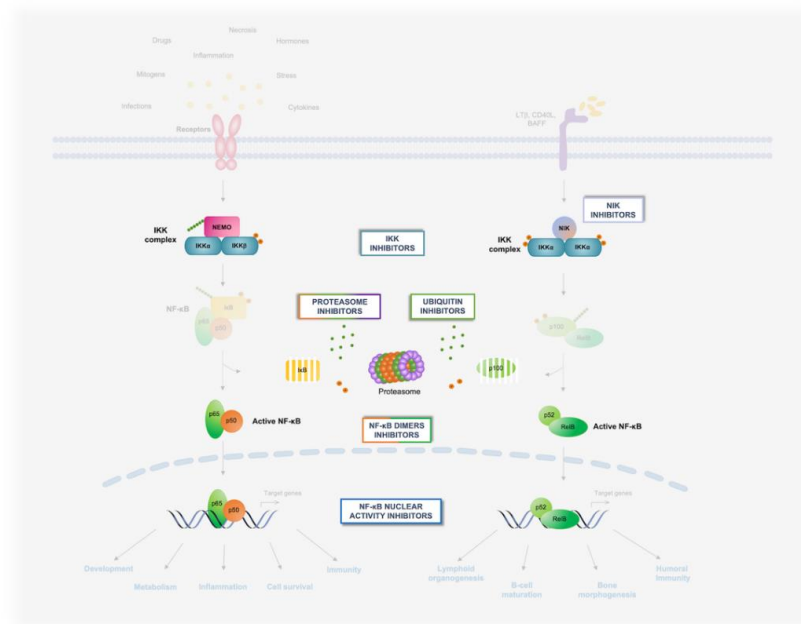 Necrosis
Drugs
Hormones
Inflammation
Mitogens
Stress
Infections
Cytokines
Receptors
LTβ, CD40L,
BAFF
NIK
INHIBITORS
IKK
complex
NEMO
IKKα
IKKβ
IKK
INHIBITORS
IKK
complex
NIK
IKKα
IKKα
PROTEASOME
INHIBITORS
UBIQUITIN
INHIBITORS
NF-κB
IκB
p65
p50
p100
RelB
IκB
Proteasome
p100
p65
p50
Active NF-κB
NF-κB DIMERS
INHIBITORS
p52
RelB
Active NF-κB
p65
p50
Target genes
NF-κB NUCLEAR
ACTIVITY INHIBITORS
p52
RelB
Target genes
Development
Metabolism
Inflammation
Cell survival
Immunity
Lymphoid
organogenesis
B-cell
maturation
Bone
morphogenesis
Humoral
Immunity